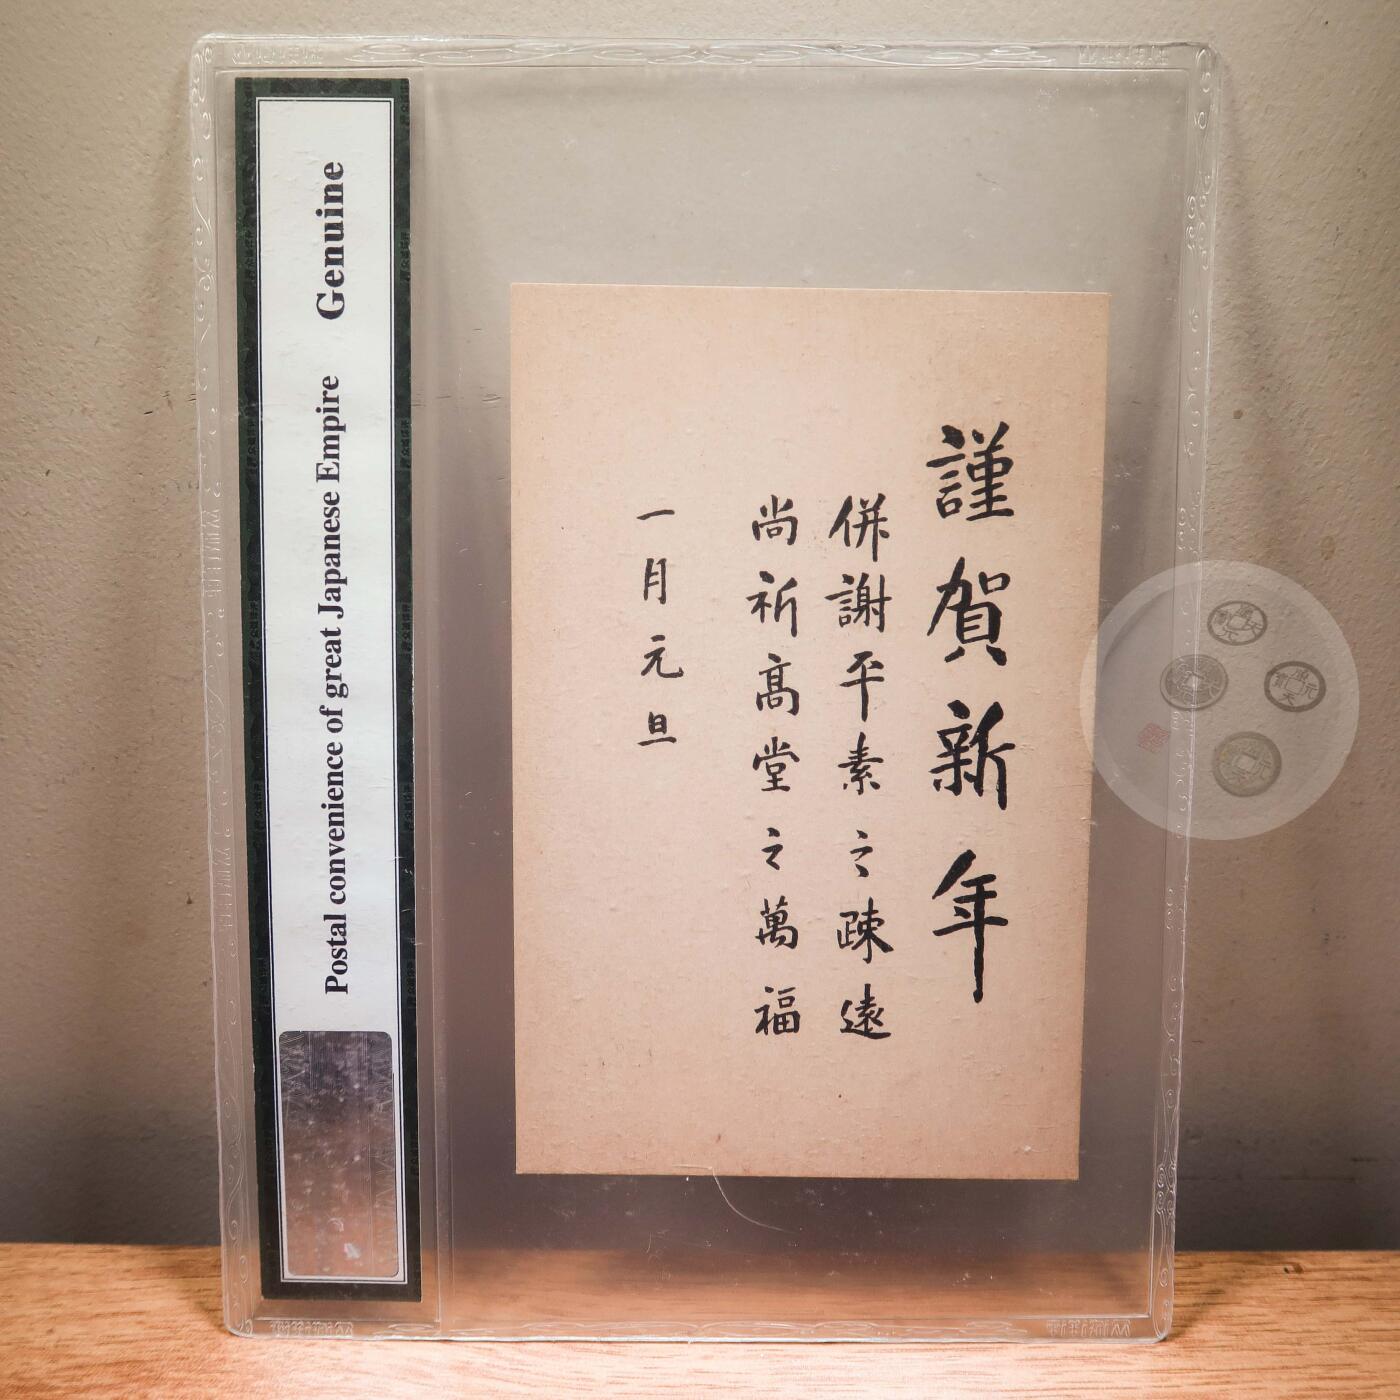 Genuine
Postal convenience of great Japanese Empire
謹賀新年
併謝平素之疎遠
尚祈高堂之萬福
一月元旦